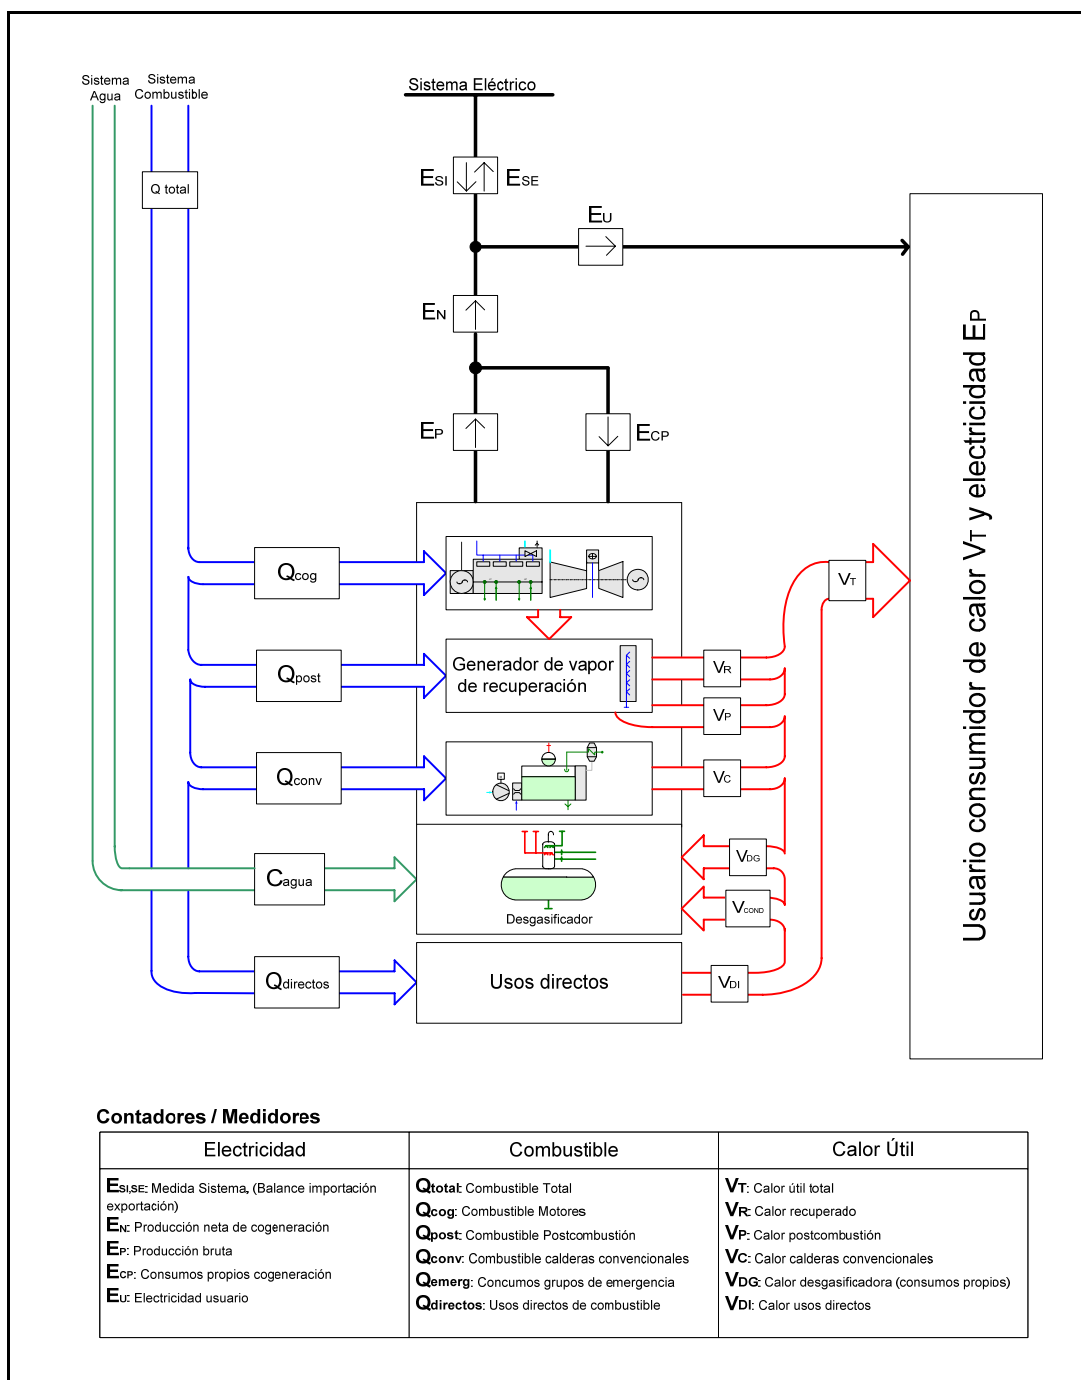 Sistema
Agua
Sistema
Combustible
Sistema Eléctrico
Q total
ESI
ESE
EU
EN
EP
ECP
Usuario consumidor de calor VT y electricidad EP
Qcog
VT
Qpost
Generador de vapor
de recuperación
VR
VP
Qconv
VC
VDG
Cagua
VCOND
Desgasificador
Qdirectos
Usos directos
VDI
Contadores / Medidores
Electricidad
Combustible
Calor Útil
ESI,SE: Medida Sistema, (Balance importación
exportación)
EN: Producción neta de cogeneración
EP: Producción bruta
ECP: Consumos propios cogeneración
EU: Electricidad usuario
Qtotal: Combustible Total
Qcog: Combustible Motores
Qpost: Combustible Postcombustión
Qconv: Combustible calderas convencionales
Qemerg: Concumos grupos de emergencia
Qdirectos: Usos directos de combustible
VT: Calor útil total
VR: Calor recuperado
VP: Calor postcombustión
VC: Calor calderas convencionales
VDG: Calor desgasificadora (consumos propios)
VDI: Calor usos directos